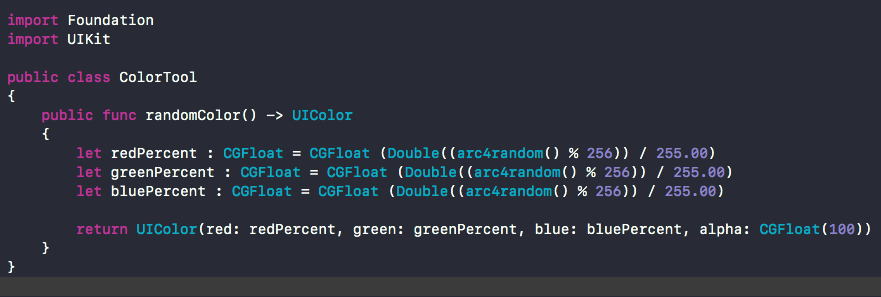 import Foundation
import UIKit
public class ColorTool
{
public func randomColor() -> UIColor
{
let redPercent : CGFloat = CGFloat (Double((arc4random() % 256)) / 255.00)
let greenPercent : CGFloat = CGFloat (Double((arc4random() % 256)) / 255.00)
let bluePercent : CGFloat = CGFloat (Double((arc4random() % 256)) / 255.00)
return UIColor(red: redPercent, green: greenPercent, blue: bluePercent, alpha: CGFloat(100))
}
}